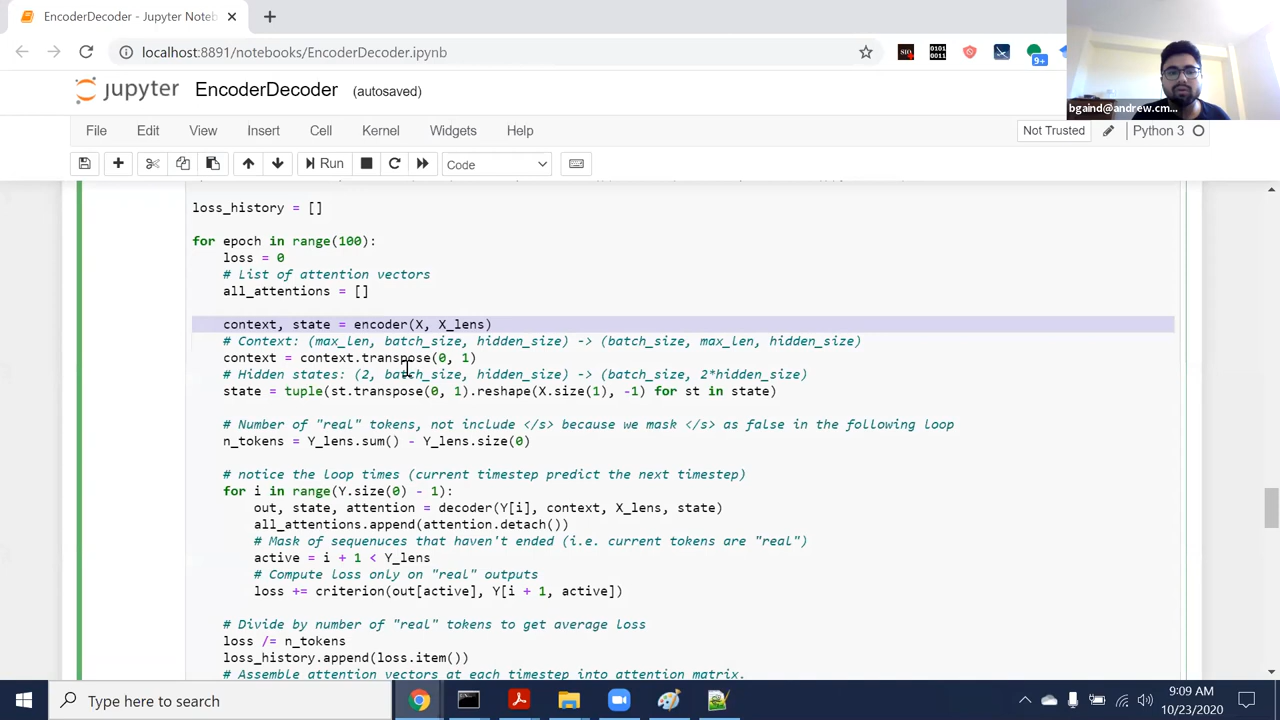 EncoderDecoder - Jupyter Noteb
localhost:8891/notebooks/EncoderDecoder.ipynb
SIO
0101
0011
9+
bgaind@andrew.cm...
jupyter EncoderDecoder (autosaved)
File Edit View Insert Cell Kernel Widgets Help
Not Trusted Python 3
Run Code
loss_history = []
for epoch in range(100):
loss = 0
# List of attention vectors
all_attentions = []
context, state = encoder(X, X_lens)
# Context: (max_len, batch_size, hidden_size) -> (batch_size, max_len, hidden_size)
context = context.transpose(0, 1)
# Hidden states: (2, batch_size, hidden_size) -> (batch_size, 2*hidden_size)
state = tuple(st.transpose(0, 1).reshape(X.size(1), -1) for st in state)
# Number of "real" tokens, not include </s> because we mask </s> as false in the following loop
n_tokens = Y_lens.sum() - Y_lens.size(0)
# notice the loop times (current timestep predict the next timestep)
for i in range(Y.size(0) - 1):
out, state, attention = decoder(Y[i], context, X_lens, state)
all_attentions.append(attention.detach())
# Mask of sequenuces that haven't ended (i.e. current tokens are "real")
active = i + 1 < Y_lens
# Compute loss only on "real" outputs
loss += criterion(out[active], Y[i + 1, active])
# Divide by number of "real" tokens to get average loss
loss /= n_tokens
loss_history.append(loss.item())
# Assemble attention vectors at each timestep into attention matrix.
Type here to search
9:09 AM
10/23/2020